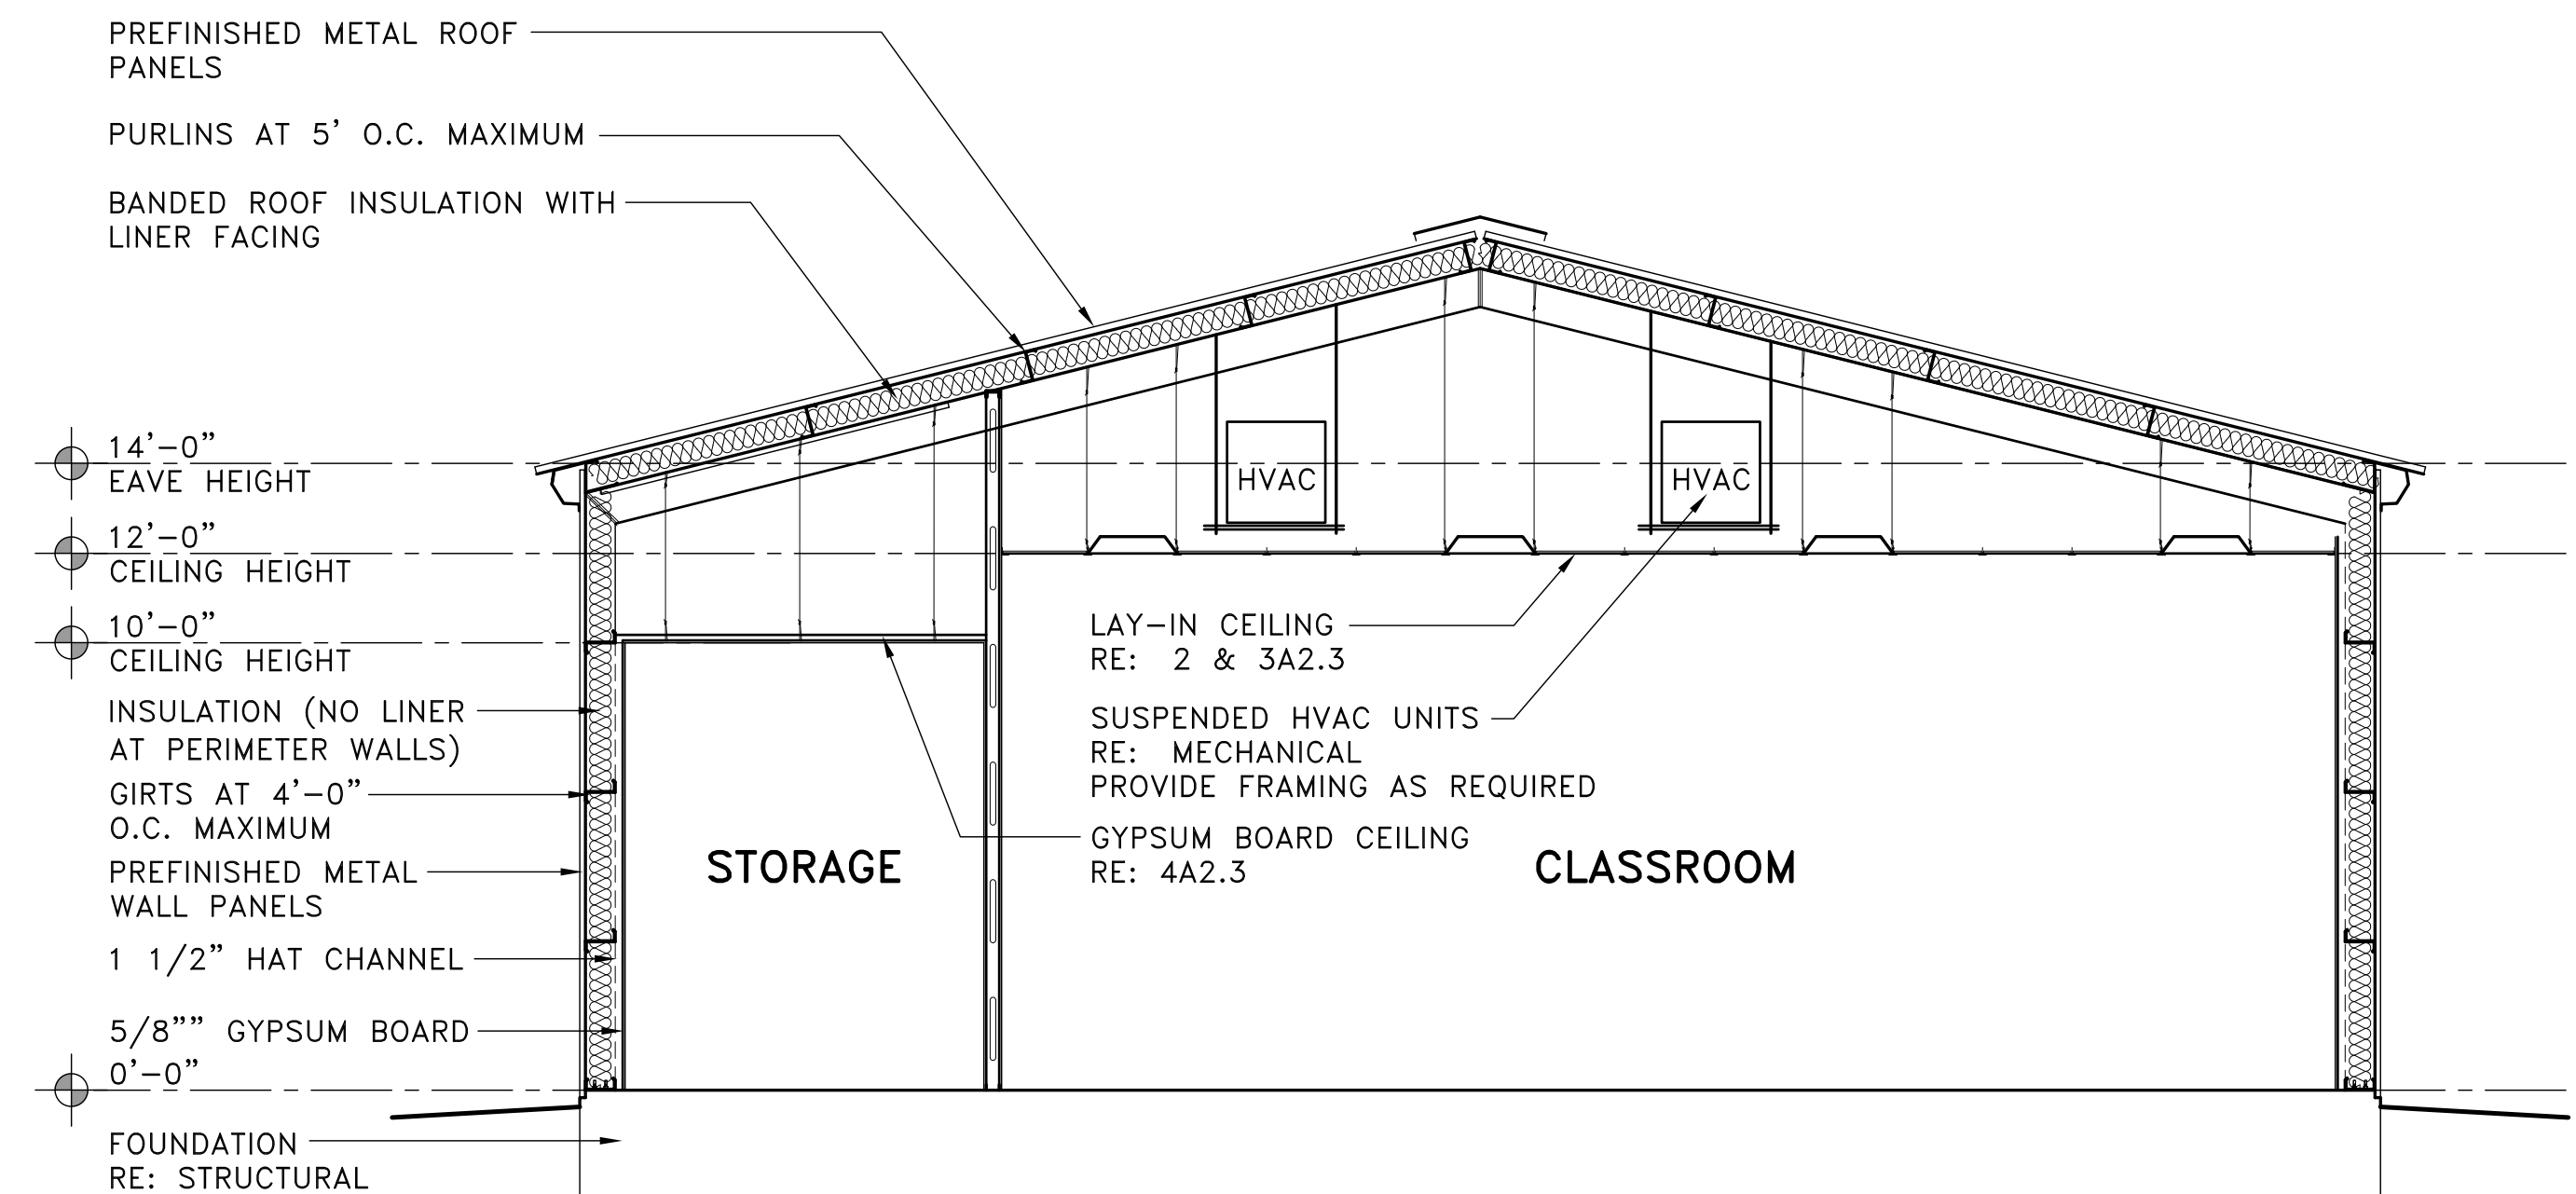 PREFINISHED METAL ROOF
PANELS
PURLINS AT 5' O.C. MAXIMUM
BANDED ROOF INSULATION WITH
LINER FACING
14'-0"
EAVE HEIGHT
12'-0"
CEILING HEIGHT
10'-0"
CEILING HEIGHT
INSULATION (NO LINER
AT PERIMETER WALLS)
GIRTS AT 4'-0"
O.C. MAXIMUM
PREFINISHED METAL
WALL PANELS
1 1/2" HAT CHANNEL
5/8"" GYPSUM BOARD
0'-0"
FOUNDATION
RE: STRUCTURAL
HVAC
HVAC
LAY-IN CEILING
RE: 2 & 3A2.3
SUSPENDED HVAC UNITS
RE: MECHANICAL
PROVIDE FRAMING AS REQUIRED
GYPSUM BOARD CEILING
RE: 4A2.3
STORAGE
CLASSROOM